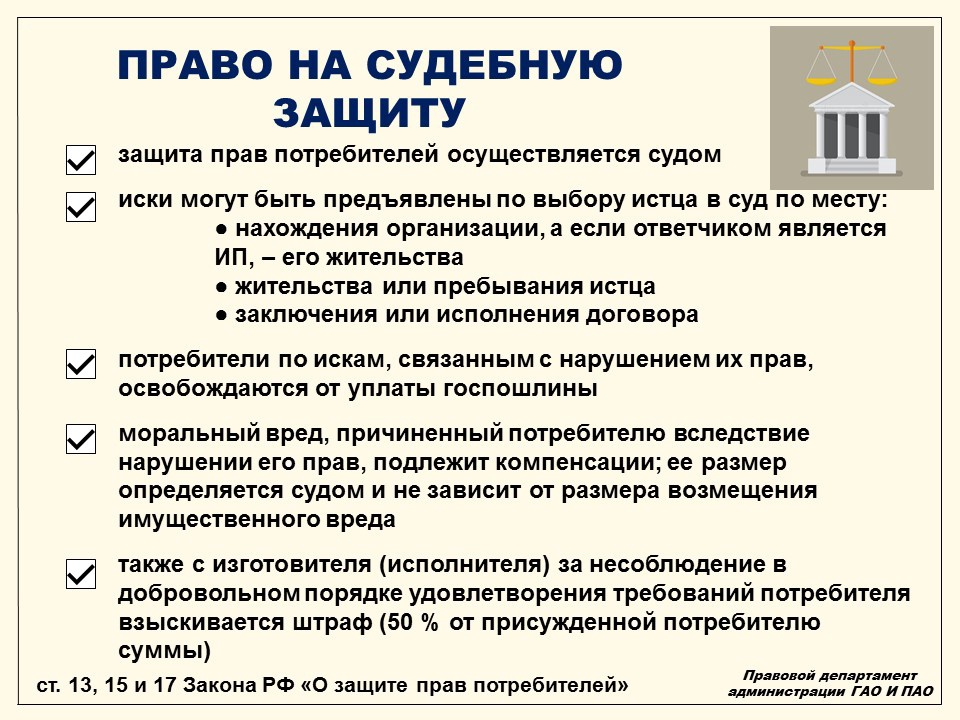 ПРАВО НА СУДЕБНУЮ
ЗАЩИТУ
защита прав потребителей осуществляется судом
иски могут быть предъявлены по выбору истца в суд по месту:
● нахождения организации, а если ответчиком является
ИП, – его жительства
● жительства или пребывания истца
● заключения или исполнения договора
потребители по искам, связанным с нарушением их прав,
освобождаются от уплаты госпошлины
моральный вред, причиненный потребителю вследствие
нарушении его прав, подлежит компенсации; ее размер
определяется судом и не зависит от размера возмещения
имущественного вреда
также с изготовителя (исполнителя) за несоблюдение в
добровольном порядке удовлетворения требований потребителя
взыскивается штраф (50 % от присужденной потребителю
суммы)
ст. 13, 15 и 17 Закона РФ «О защите прав потребителей»
Правовой департамент
администрации ГАО И ПАО